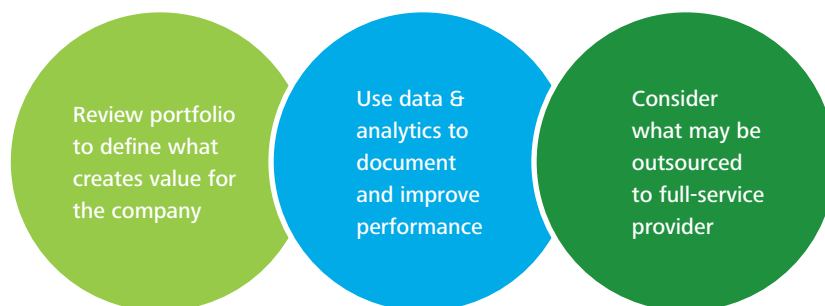 Review portfolio
to define what
creates value for
the company
Use data &
analytics to
document
and improve
performance
Consider
what may be
outsourced
to full-service
provider